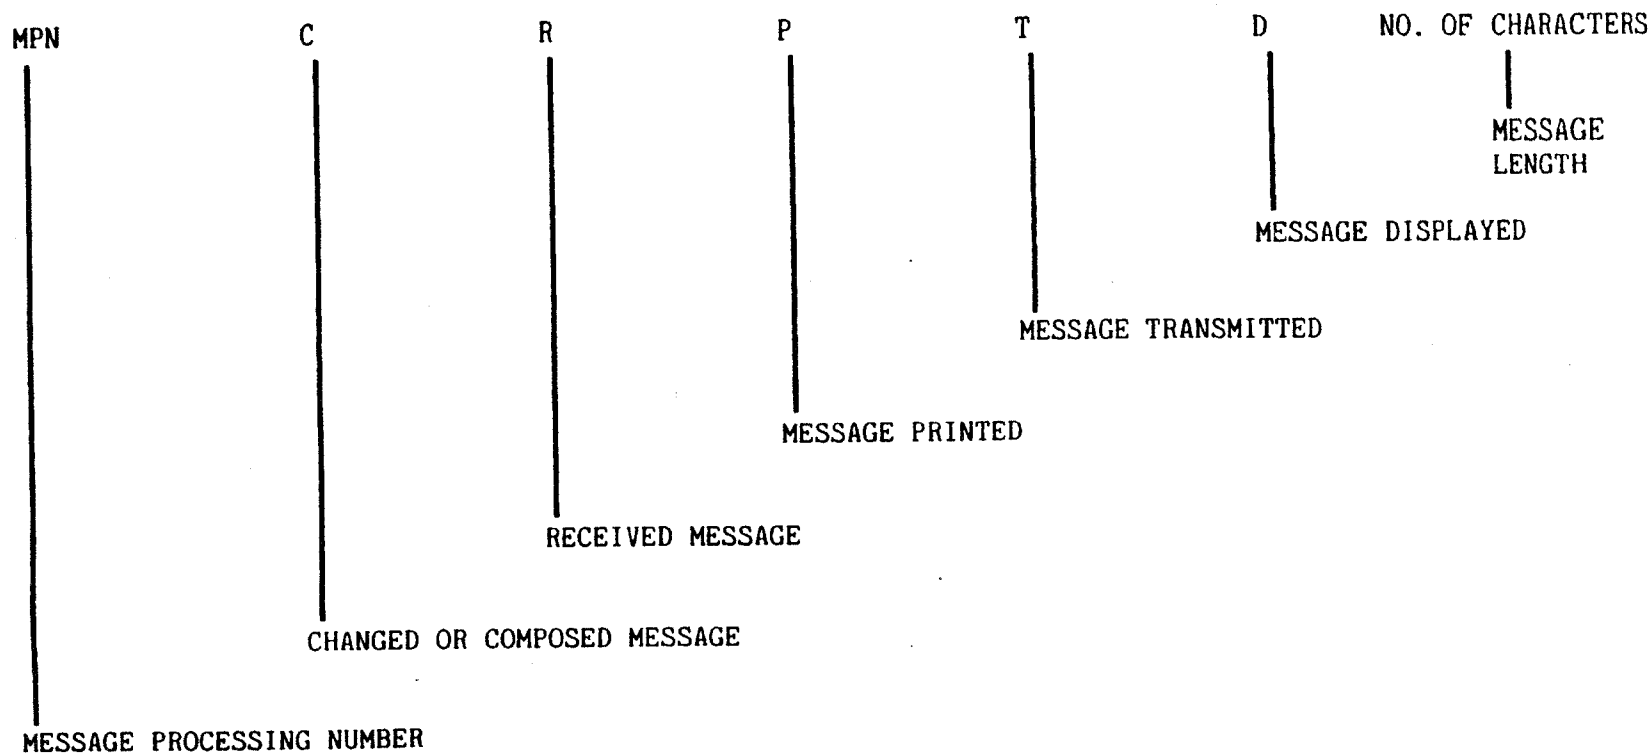 MPN C R P T D NO. OF CHARACTERS
MESSAGE
LENGTH
MESSAGE DISPLAYED
MESSAGE TRANSMITTED
MESSAGE PRINTED
RECEIVED MESSAGE
CHANGED OR COMPOSED MESSAGE
MESSAGE PROCESSING NUMBER